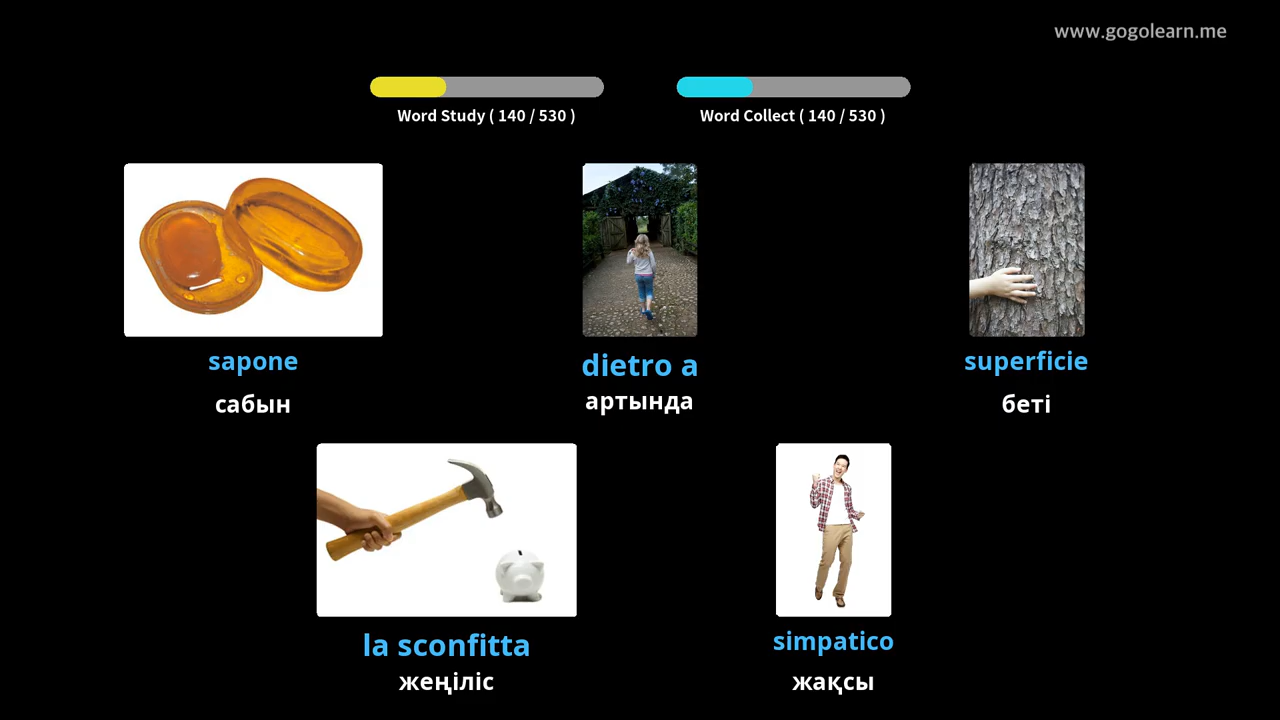 www.gogolearn.me
Word Study ( 140 / 530 )
Word Collect ( 140 / 530 )
sapone
сабын
dietro a
артында
superficie
беті
la sconfitta
жеңіліс
simpatico
жақсы